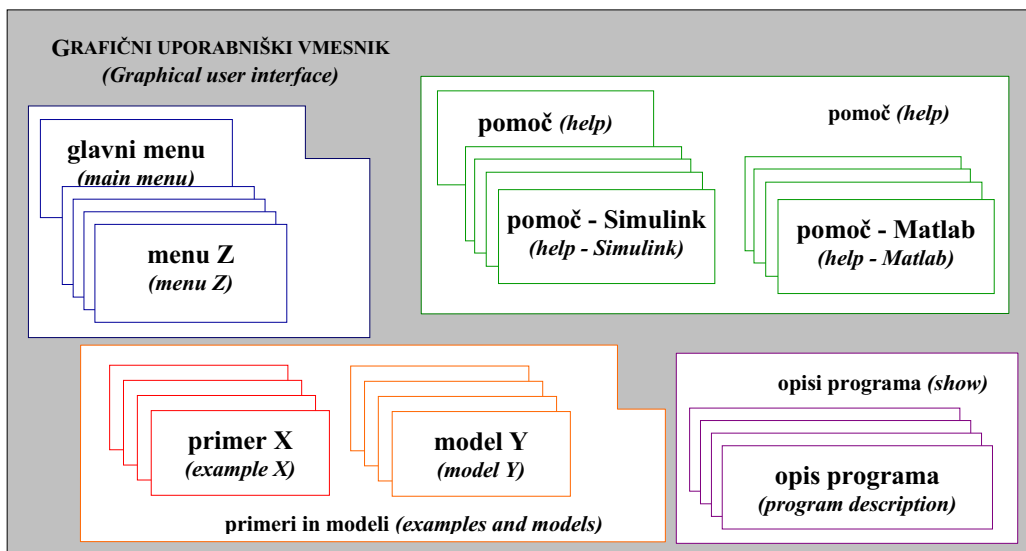 GRAFIČNI UPORABNIŠKI VMESNIK
(Graphical user interface)
glavni menu
(main menu)
menu Z
(menu Z)
pomoč (help)
pomoč (help)
pomoč - Simulink
(help - Simulink)
pomoč - Matlab
(help - Matlab)
primer X
(example X)
model Y
(model Y)
primeri in modeli (examples and models)
opisi programa (show)
opis programa
(program description)